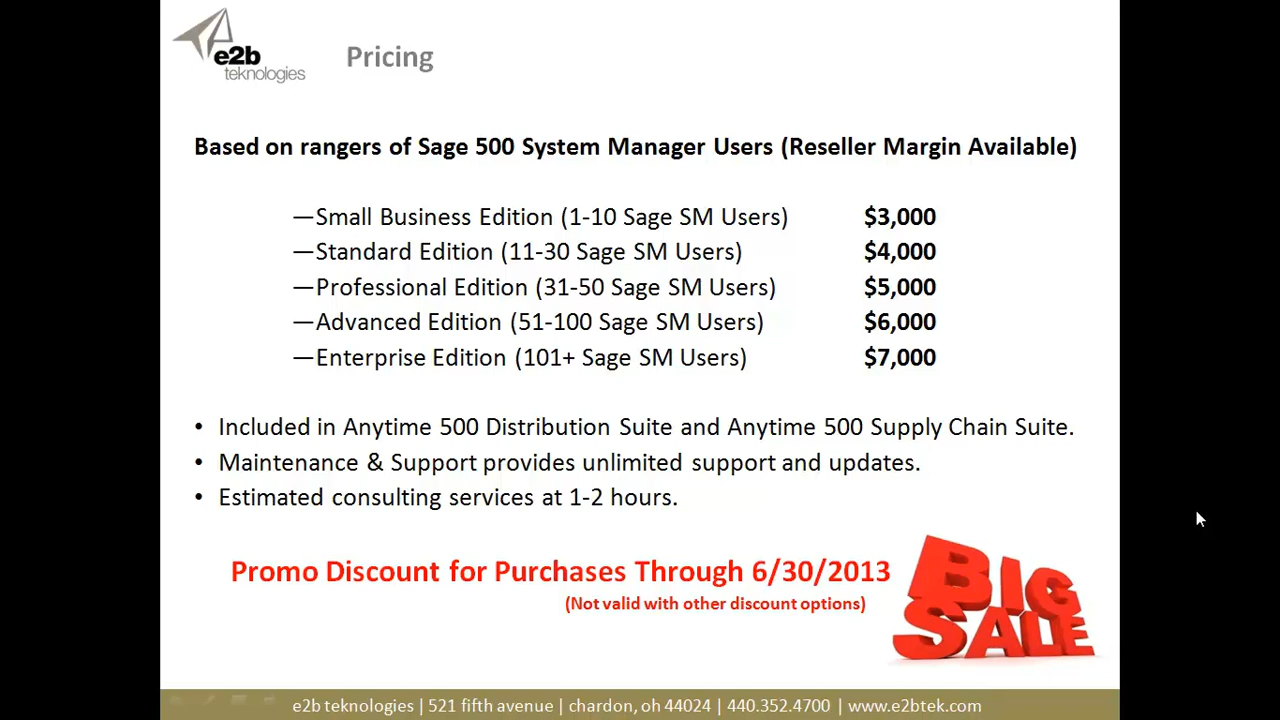 e2b
teknologies
Pricing
Based on rangers of Sage 500 System Manager Users (Reseller Margin Available)
—Small Business Edition (1-10 Sage SM Users) $3,000
—Standard Edition (11-30 Sage SM Users) $4,000
—Professional Edition (31-50 Sage SM Users) $5,000
—Advanced Edition (51-100 Sage SM Users) $6,000
—Enterprise Edition (101+ Sage SM Users) $7,000
• Included in Anytime 500 Distribution Suite and Anytime 500 Supply Chain Suite.
• Maintenance & Support provides unlimited support and updates.
• Estimated consulting services at 1-2 hours.
Promo Discount for Purchases Through 6/30/2013
(Not valid with other discount options)
BIG
SALE
e2b teknologies | 521 fifth avenue | chardon, oh 44024 | 440.352.4700 | www.e2btek.com